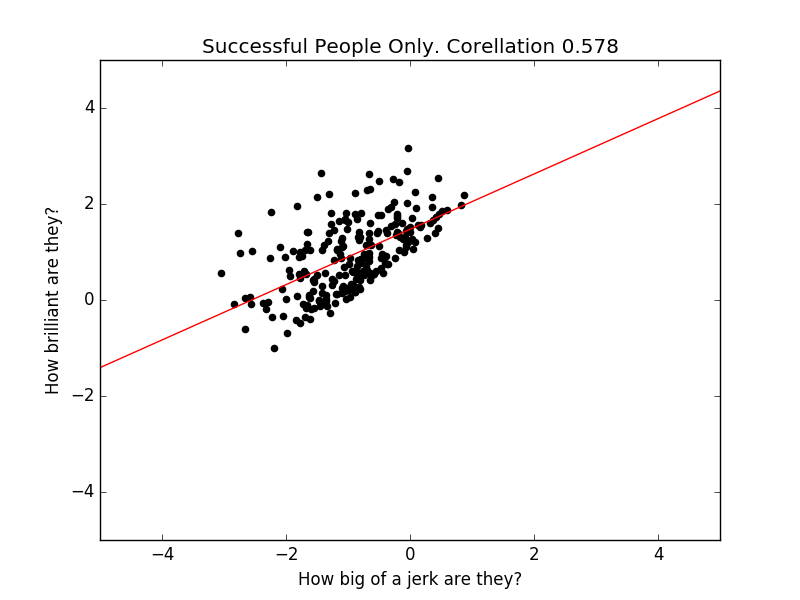 Successful People Only. Corellation 0.578
4
2
0
−2
−4
How brilliant are they?
−4 −2 0 2 4
How big of a jerk are they?